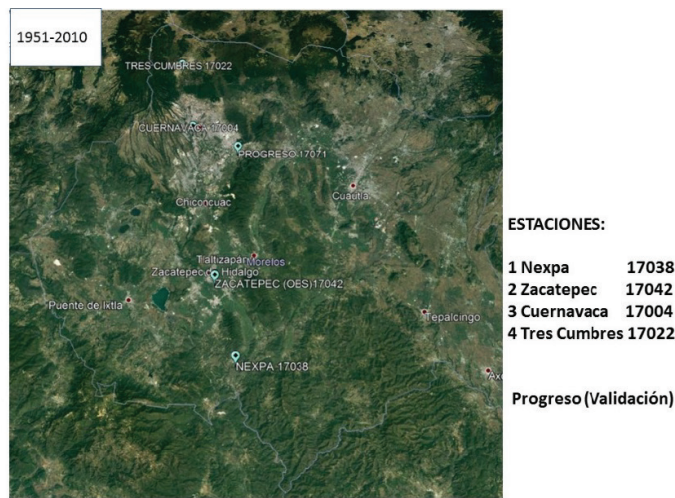 1951-2010
TRES CUMBRES 17022
CUERNAVACA 17004
PROGRESO 17071
Cuautla
Chiconcuac
Tlaltizapán
Morelos
Zacatepec de Hidalgo
ZACATEPEC (OES)17042
Puente de Ixtla
Tepalcingo
NEXPA 17038
ESTACIONES:
1 Nexpa 17038
2 Zacatepec 17042
3 Cuernavaca 17004
4 Tres Cumbres 17022
Progreso (Validación)